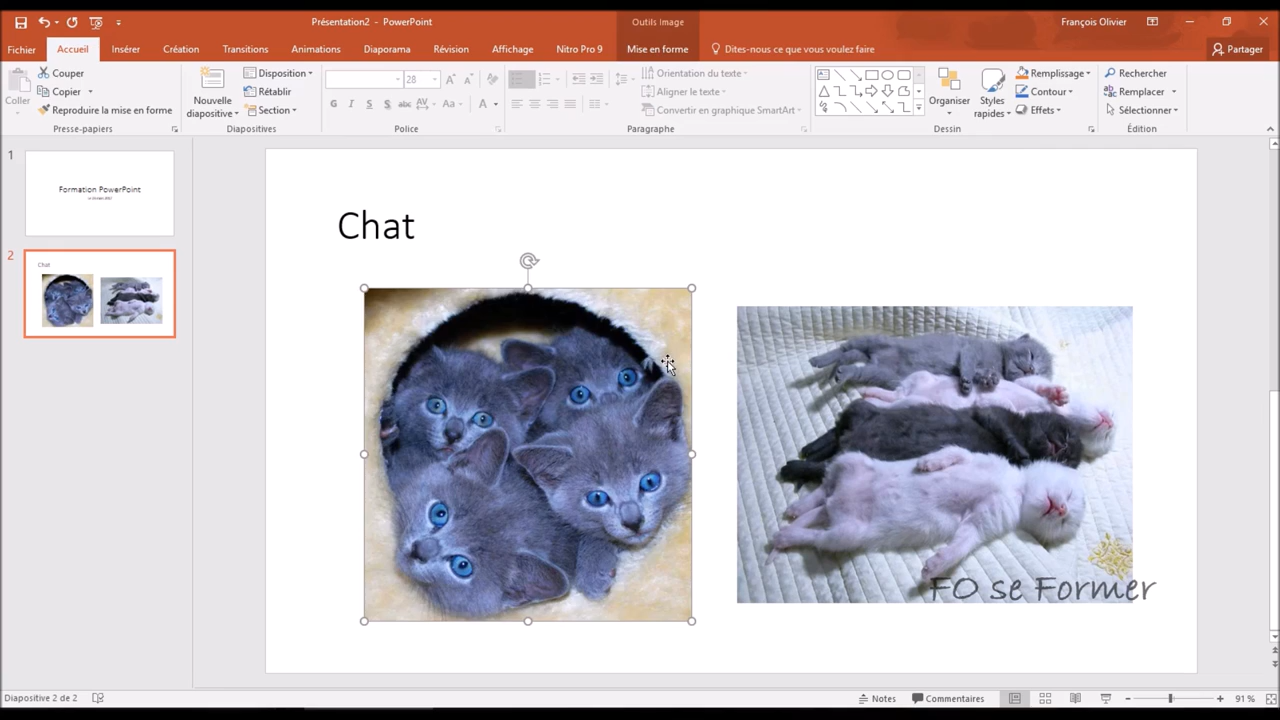 Présentation2 - PowerPoint
Outils Image
François Olivier
Fichier
Accueil
Insérer
Création
Transitions
Animations
Diaporama
Révision
Affichage
Nitro Pro 9
Mise en forme
Dites-nous ce que vous voulez faire
Partager
Coller
Couper
Copier
Reproduire la mise en forme
Presse-papiers
Nouvelle
diapositive
Disposition
Rétablir
Section
Diapositives
28
Police
Orientation du texte
Aligner le texte
Convertir en graphique SmartArt
Paragraphe
Organiser
Styles
rapides
Remplissage
Contour
Effets
Dessin
Rechercher
Remplacer
Sélectionner
Édition
1
Formation PowerPoint
2
Chat
Chat
FO se Former
Diapositive 2 de 2
Notes
Commentaires
91 %